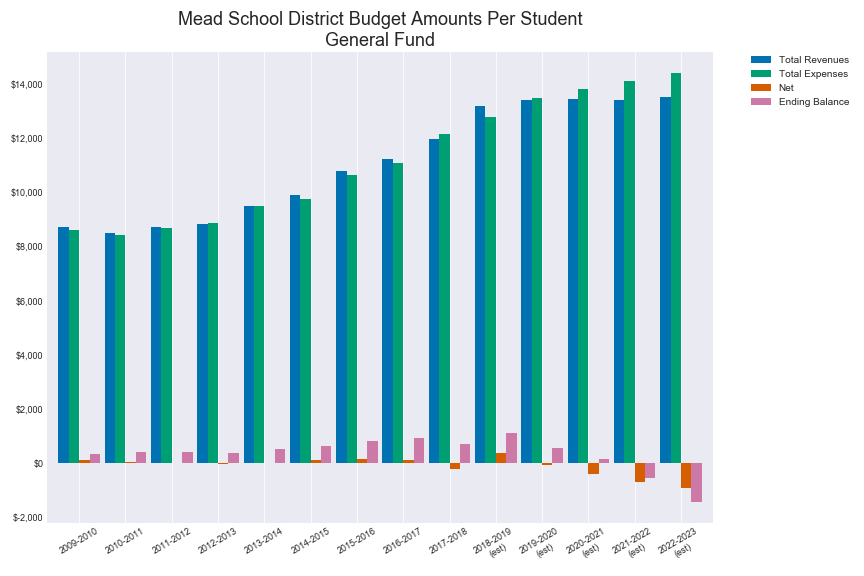 Mead School District Budget Amounts Per Student
General Fund
Total Revenues
Total Expenses
Net
Ending Balance
$14,000
$12,000
$10,000
$8,000
$6,000
$4,000
$2,000
$0
$-2,000
2009-2010
2010-2011
2011-2012
2012-2013
2013-2014
2014-2015
2015-2016
2016-2017
2017-2018
2018-2019
(est)
2019-2020
(est)
2020-2021
(est)
2021-2022
(est)
2022-2023
(est)